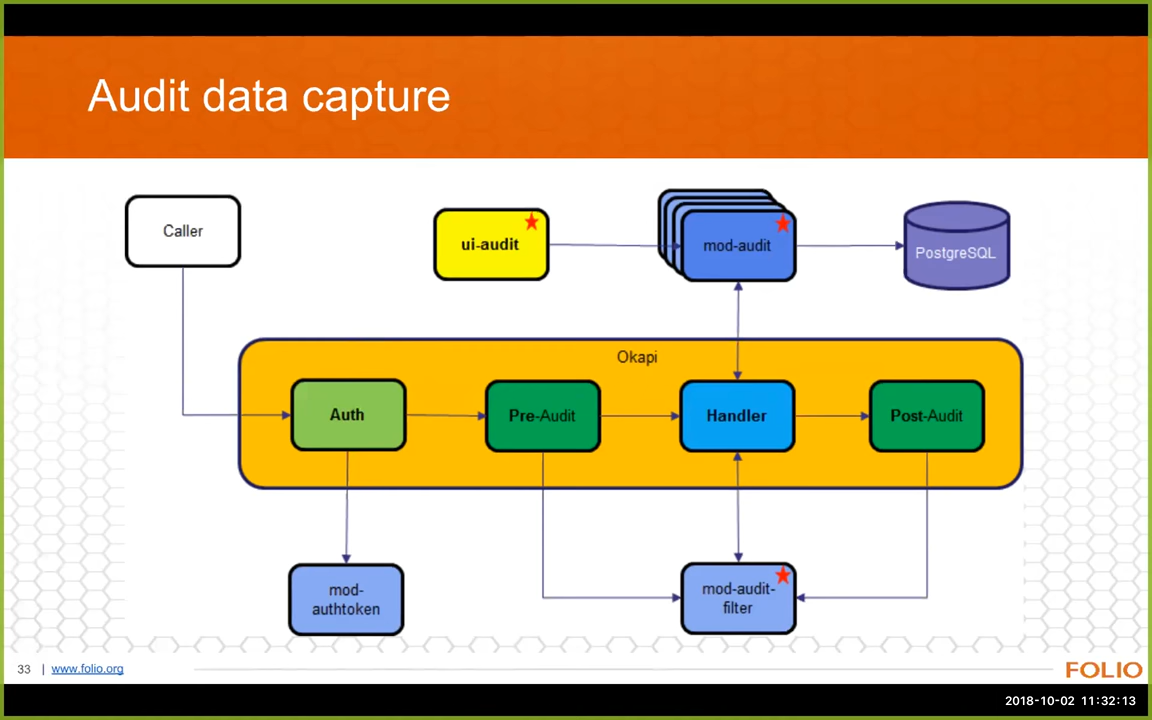 Audit data capture
Caller
ui-audit
mod-audit
PostgreSQL
Okapi
Auth
Pre-Audit
Handler
Post-Audit
mod-
authtoken
mod-audit-
filter
33 | www.folio.org
FOLIO
2018-10-02 11:32:13